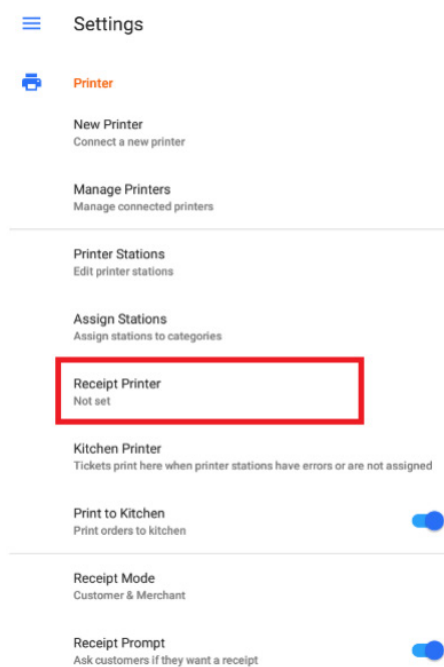 Settings
Printer
New Printer
Connect a new printer
Manage Printers
Manage connected printers
Printer Stations
Edit printer stations
Assign Stations
Assign stations to categories
Receipt Printer
Not set
Kitchen Printer
Tickets print here when printer stations have errors or are not assigned
Print to Kitchen
Print orders to kitchen
Receipt Mode
Customer & Merchant
Receipt Prompt
Ask customers if they want a receipt